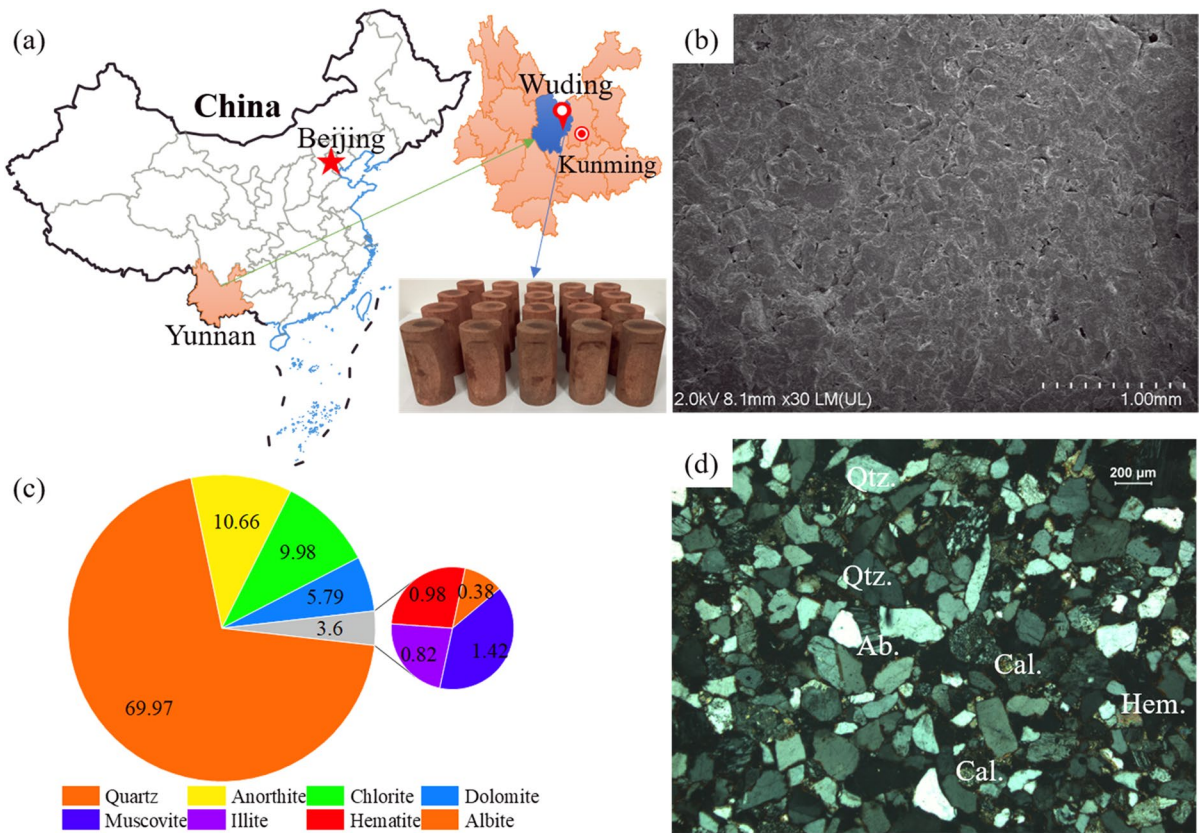 (a)
China
Beijing
Yunnan
Wuding
Kunming
(b)
2.0kV 8.1mm x30 LM(UL)
1.00mm
(c)
10.66
9.98
5.79
3.6
69.97
0.98
0.38
0.82
1.42
Quartz
Anorthite
Chlorite
Dolomite
Muscovite
Illite
Hematite
Albite
(d)
Qtz.
200 μm
Qtz.
Ab.
Cal.
Hem.
Cal.